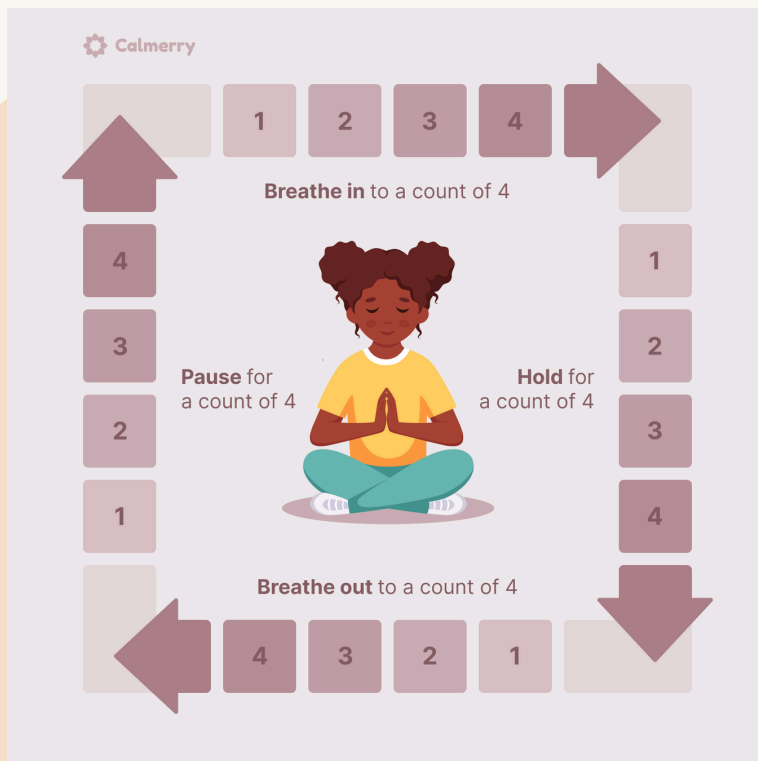 Calmerry
1 2 3 4
Breathe in to a count of 4
1
2
3
4
Hold for
a count of 4
Breathe out to a count of 4
4 3 2 1
Pause for
a count of 4
4
3
2
1